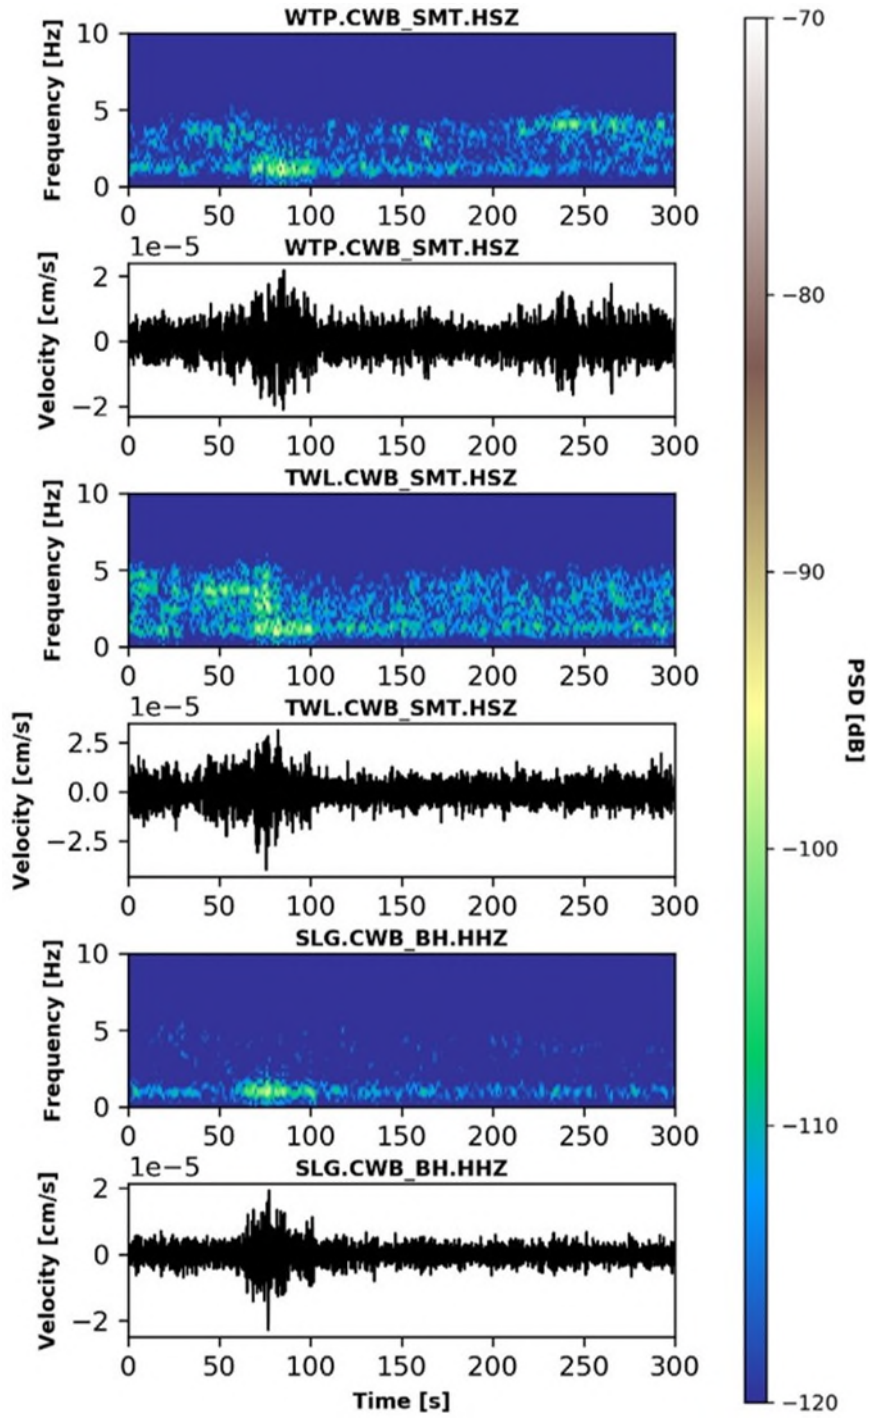 WTP.CWB_SMT.HSZ
Frequency [Hz]
10
5
0
0 50 100 150 200 250 300
1e−5
WTP.CWB_SMT.HSZ
Velocity [cm/s]
2
0
−2
0 50 100 150 200 250 300
TWL.CWB_SMT.HSZ
Frequency [Hz]
10
5
0
0 50 100 150 200 250 300
1e−5
TWL.CWB_SMT.HSZ
Velocity [cm/s]
2.5
0.0
−2.5
0 50 100 150 200 250 300
SLG.CWB_BH.HHZ
Frequency [Hz]
10
5
0
0 50 100 150 200 250 300
1e−5
SLG.CWB_BH.HHZ
Velocity [cm/s]
2
0
−2
0 50 100 150 200 250 300
Time [s]
−70
−80
−90
−100
−110
−120
PSD [dB]